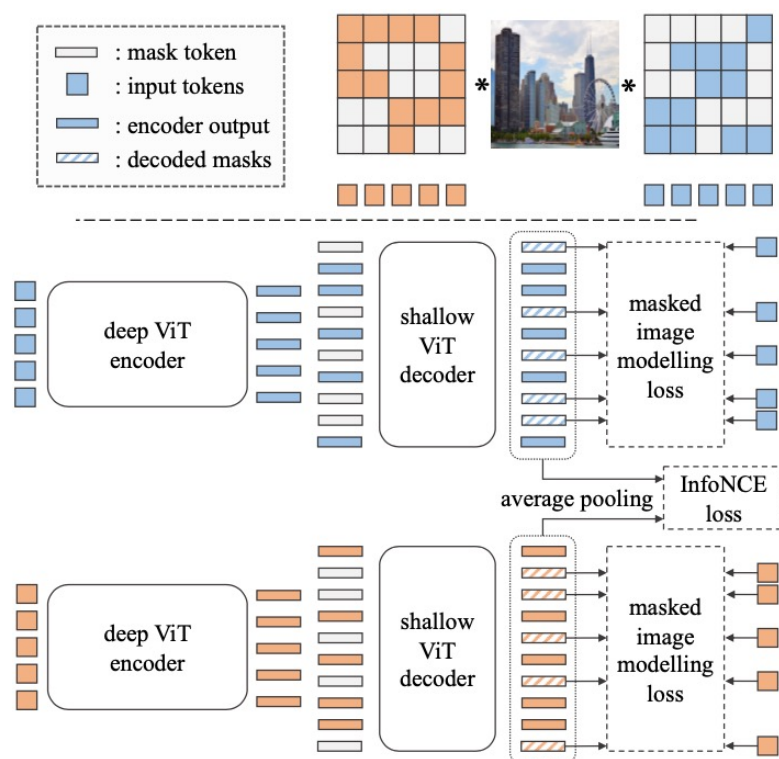 : mask token
: input tokens
: encoder output
: decoded masks
*
*
deep ViT
encoder
shallow
ViT
decoder
masked
image
modelling
loss
average pooling
InfoNCE
loss
deep ViT
encoder
shallow
ViT
decoder
masked
image
modelling
loss